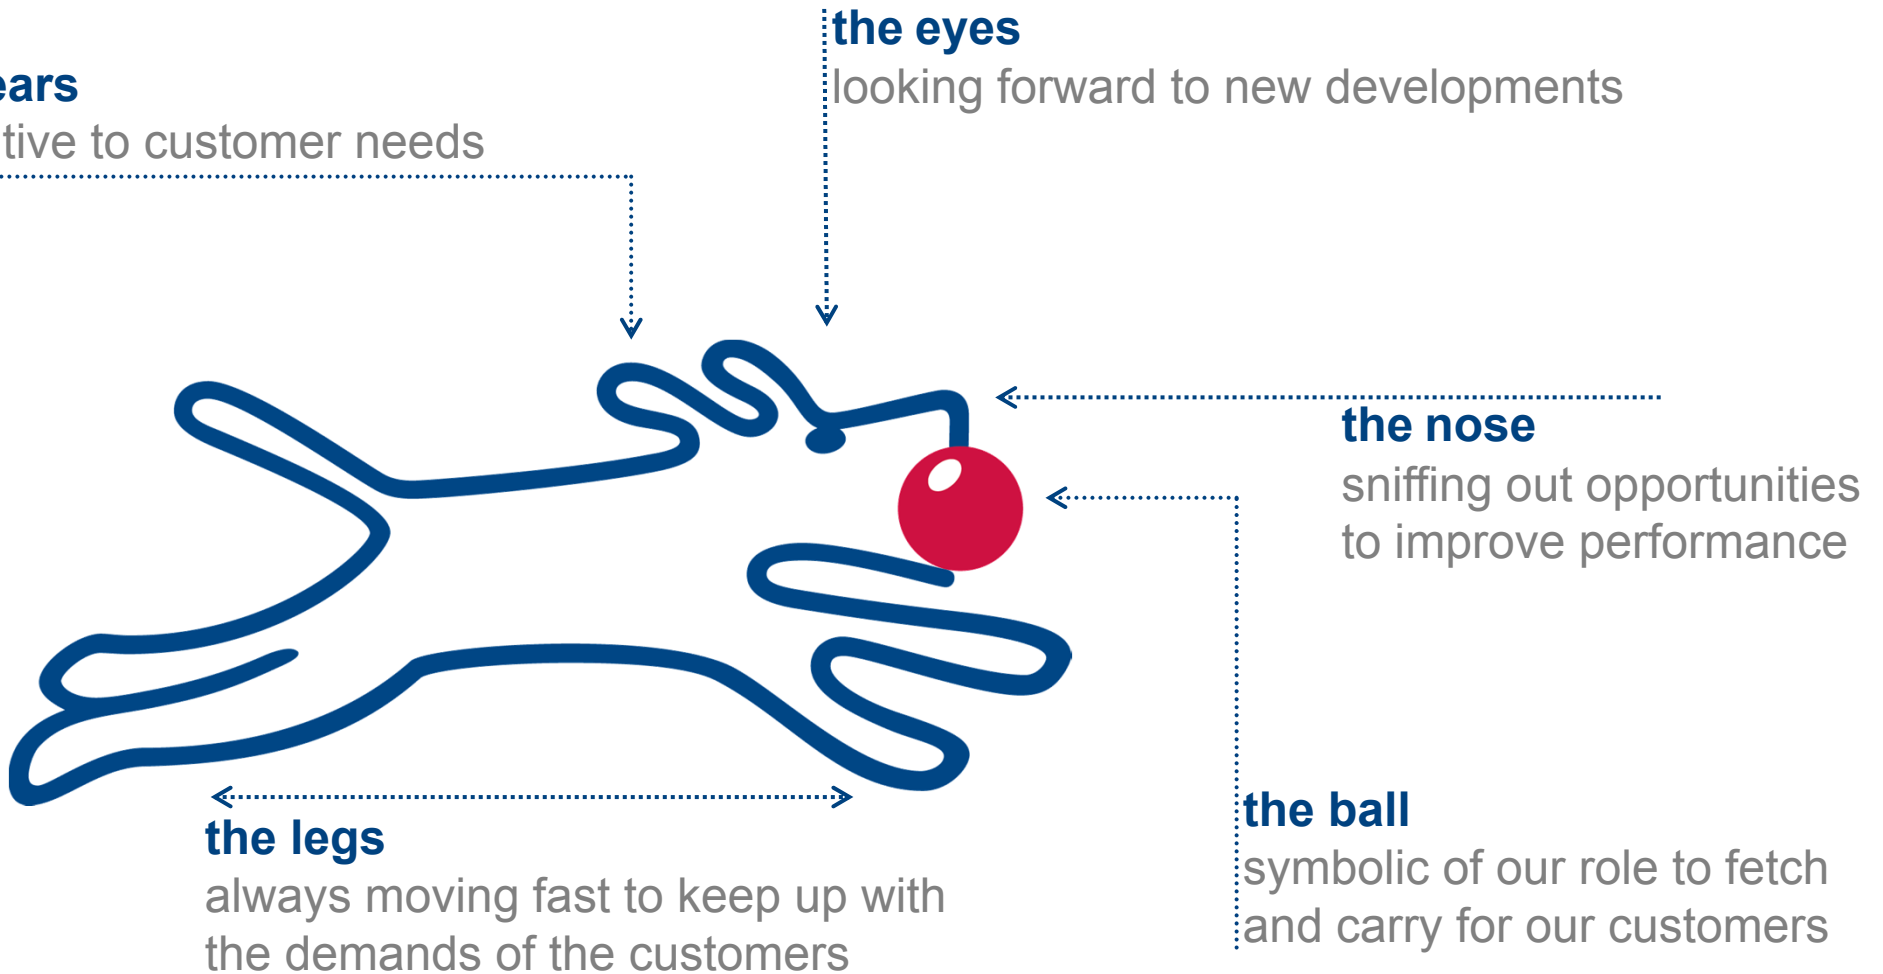 the eyes
looking forward to new developments
ears
tive to customer needs
the nose
sniffing out opportunities
to improve performance
the ball
symbolic of our role to fetch
and carry for our customers
the legs
always moving fast to keep up with
the demands of the customers